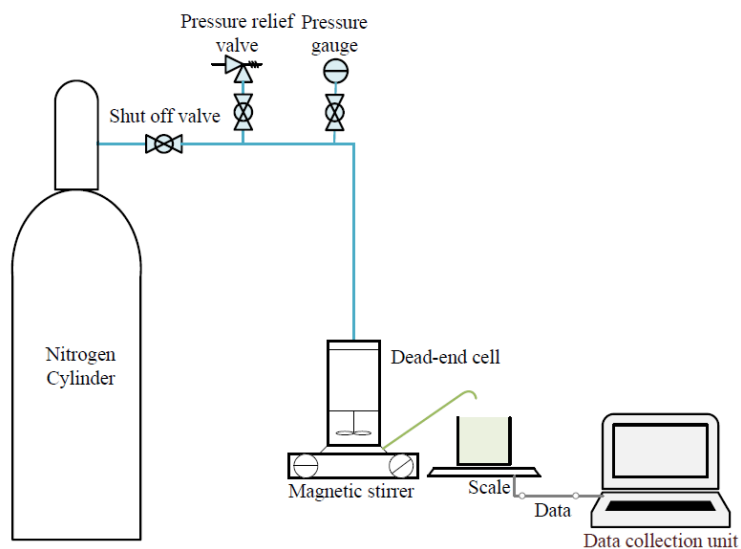 Pressure relief
valve
Pressure
gauge
Shut off valve
Nitrogen
Cylinder
Dead-end cell
Magnetic stirrer
Scale
Data
Data collection unit